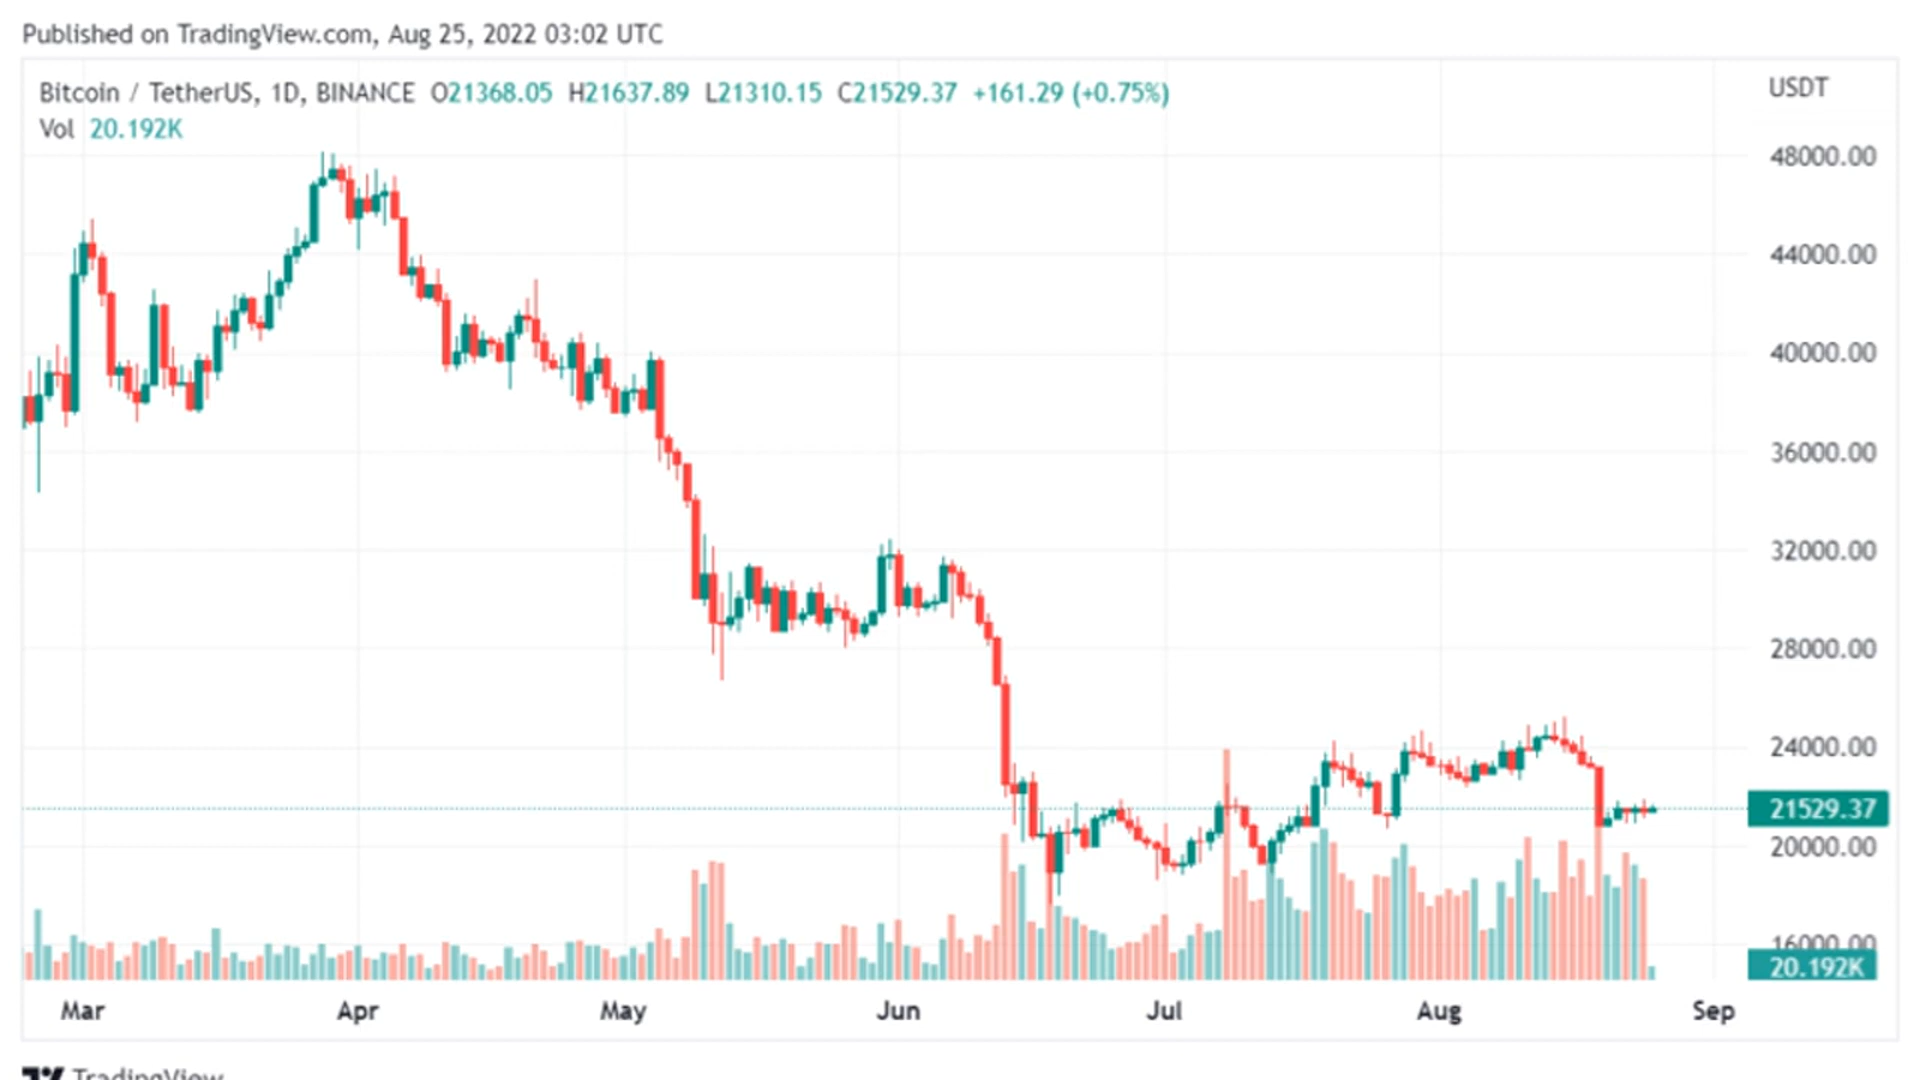 Published on TradingView.com, Aug 25, 2022 03:02 UTC
Bitcoin / TetherUS, 1D, BINANCE O21368.05 H21637.89 L21310.15 C21529.37 +161.29 (+0.75%)
USDT
Vol 20.192K
48000.00
44000.00
40000.00
36000.00
32000.00
28000.00
24000.00
21529.37
20000.00
16000.00
20.192K
Mar Apr May Jun Jul Aug Sep
TradingView